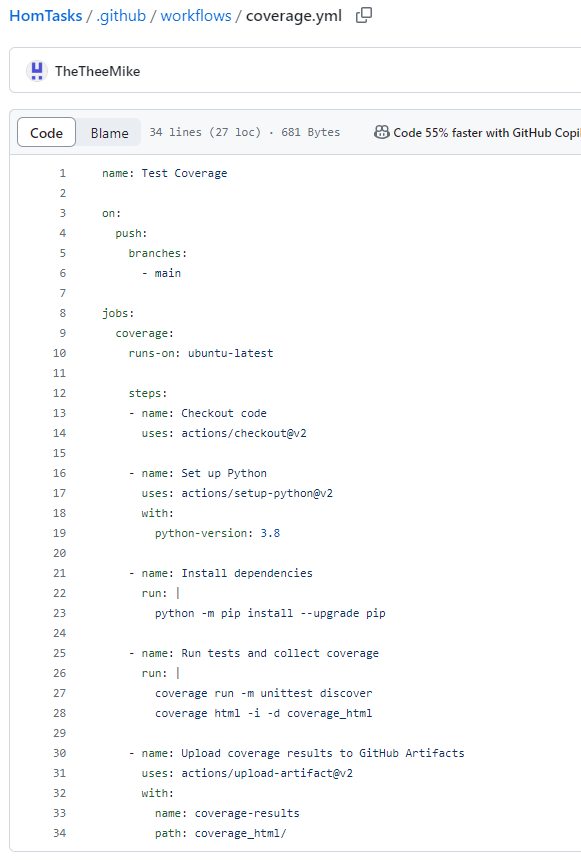 HomTasks / .github / workflows / coverage.yml
TheTheeMike
Code Blame 34 lines (27 loc) · 681 Bytes Code 55% faster with GitHub Copi
1 name: Test Coverage
2
3 on:
4   push:
5     branches:
6       - main
7
8 jobs:
9   coverage:
10     runs-on: ubuntu-latest
11
12     steps:
13     - name: Checkout code
14       uses: actions/checkout@v2
15
16     - name: Set up Python
17       uses: actions/setup-python@v2
18       with:
19         python-version: 3.8
20
21     - name: Install dependencies
22       run: |
23         python -m pip install --upgrade pip
24
25     - name: Run tests and collect coverage
26       run: |
27         coverage run -m unittest discover
28         coverage html -i -d coverage_html
29
30     - name: Upload coverage results to GitHub Artifacts
31       uses: actions/upload-artifact@v2
32       with:
33         name: coverage-results
34         path: coverage_html/